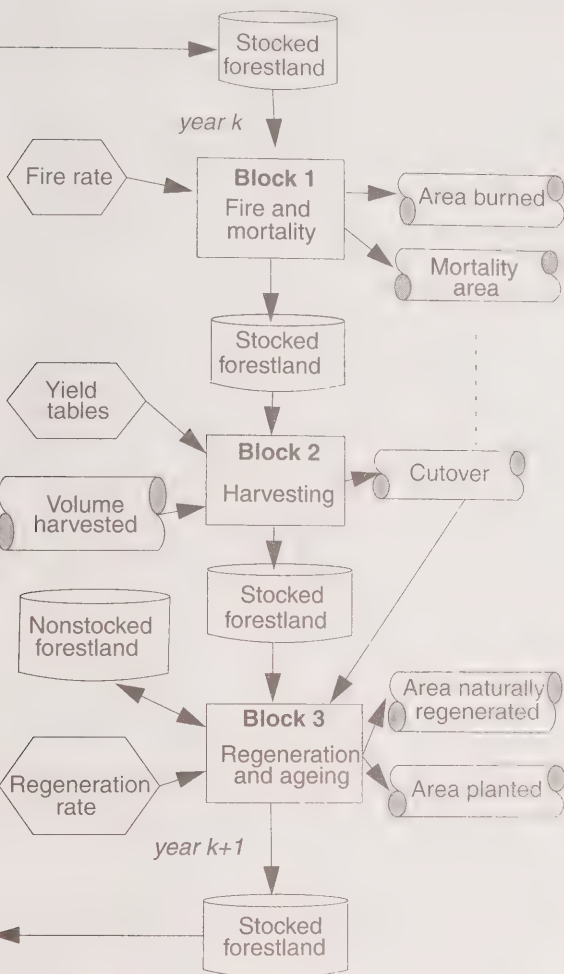 Stocked
forestland
year k
Fire rate
Block 1
Fire and
mortality
Area burned
Mortality
area
Stocked
forestland
Yield
tables
Block 2
Harvesting
Volume
harvested
Cutover
Stocked
forestland
Nonstocked
forestland
Block 3
Regeneration
and ageing
Area naturally
regenerated
Regeneration
rate
Area planted
year k+1
Stocked
forestland